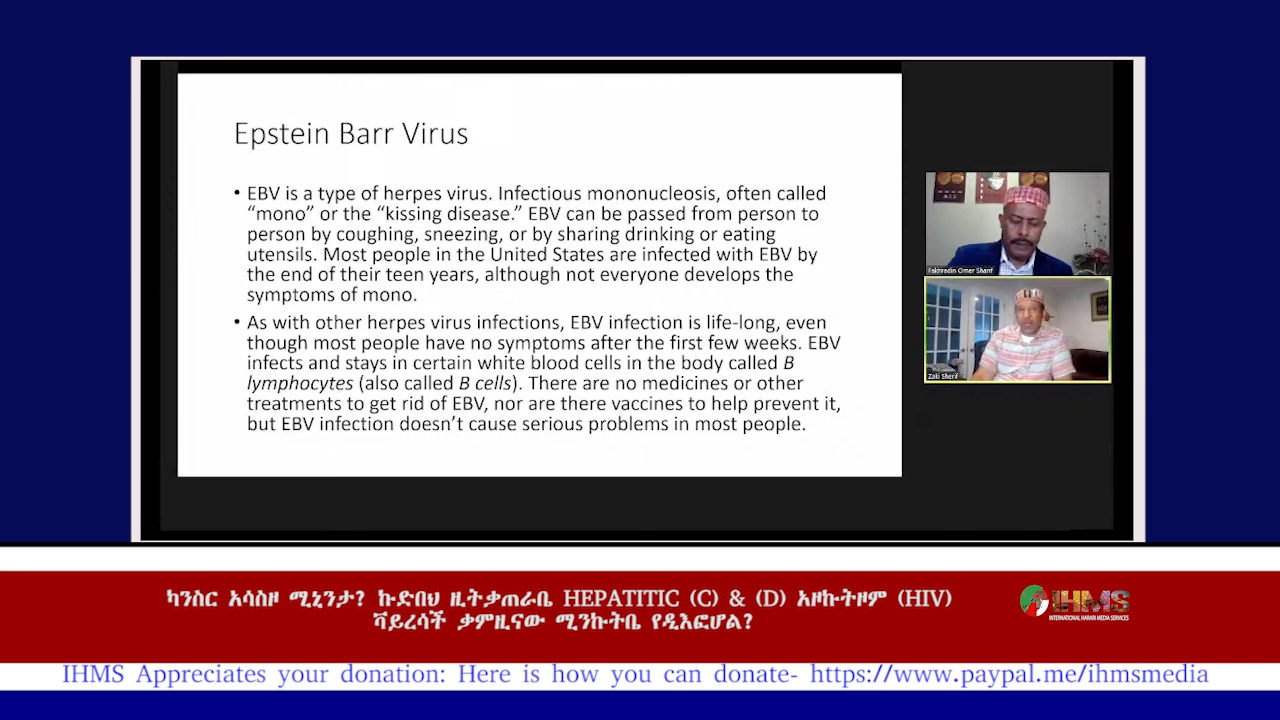 Epstein Barr Virus
• EBV is a type of herpes virus. Infectious mononucleosis, often called
“mono” or the “kissing disease.” EBV can be passed from person to
person by coughing, sneezing, or by sharing drinking or eating
utensils. Most people in the United States are infected with EBV by
the end of their teen years, although not everyone develops the
symptoms of mono.
• As with other herpes virus infections, EBV infection is life-long, even
though most people have no symptoms after the first few weeks. EBV
infects and stays in certain white blood cells in the body called B
lymphocytes (also called B cells). There are no medicines or other
treatments to get rid of EBV, nor are there vaccines to help prevent it,
but EBV infection doesn’t cause serious problems in most people.
Fakhradin Omer Sharif
Zaki Sherif
ካንስር አሳስዞ ሚኒንታ? ኩድበህ ዚትቃጠራቤ HEPATITIC (C) & (D) አዞኩትዞም (HIV)
ቫይረሳች ቃምዚናው ሚንኩትቤ የዲእፎሆል?
IHMS
INTERNATIONAL HARARI MEDIA SERVICES
IHMS Appreciates your donation: Here is how you can donate- https://www.paypal.me/ihmsmedia